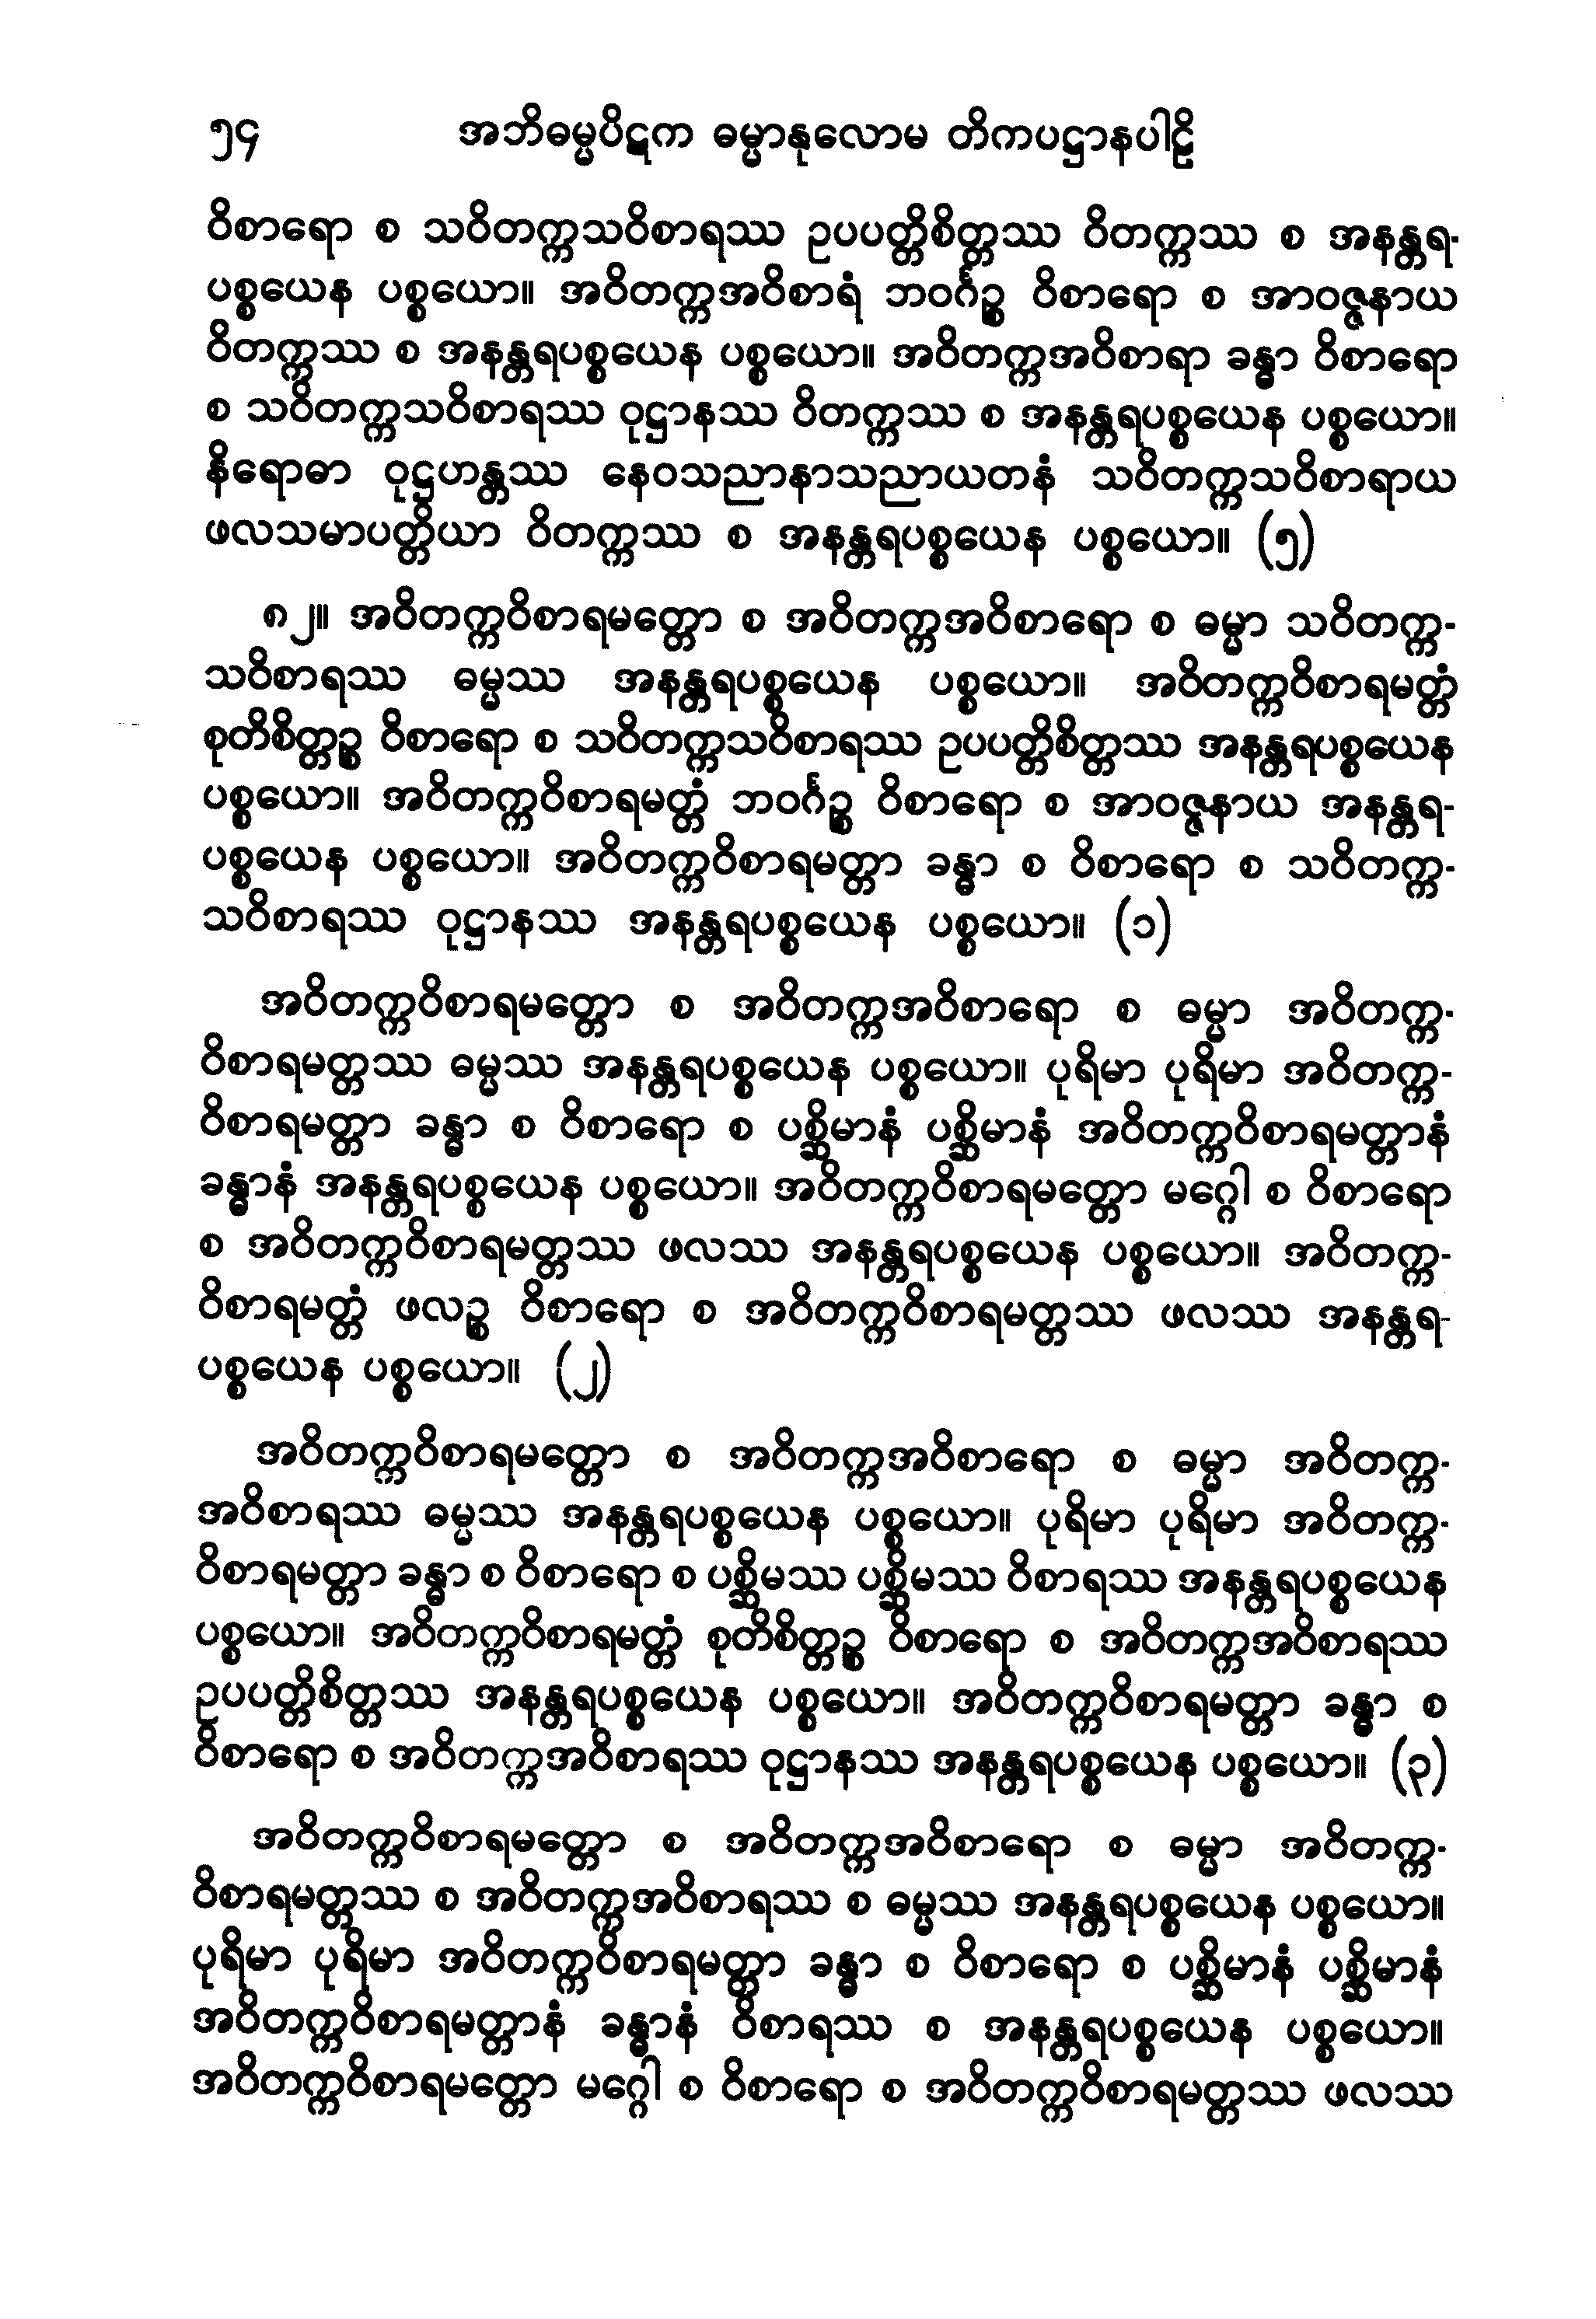 ၅၄ အဘိဓမ္မပိဋက ဓမ္မာနုလောမ တိကပဋ္ဌာနပါဠိ
ဝိစာရော စ သဝိတက္ကသဝိစာရဿ ဥပပတ္တိစိတ္တဿ ဝိတက္ကဿ စ အနန္တရ-
ပစ္စယေန ပစ္စယော။ အဝိတက္ကအဝိစာရံ ဘဝင်္ဂဉ္စ ဝိစာရော စ အာဝဇ္ဇနာယ
ဝိတက္ကဿ စ အနန္တရပစ္စယေန ပစ္စယော။ အဝိတက္ကအဝိစာရာ ခန္ဓာ ဝိစာရော
စ သဝိတက္ကသဝိစာရဿ ဝုဋ္ဌာနဿ ဝိတက္ကဿ စ အနန္တရပစ္စယေန ပစ္စယော။
နိရောဓာ ဝုဋ္ဌဟန္တဿ နေဝသညာနာသညာယတနံ သဝိတက္ကသဝိစာရာယ
ဖလသမာပတ္တိယာ ဝိတက္ကဿ စ အနန္တရပစ္စယေန ပစ္စယော။ (၅)
၈၂။ အဝိတက္ကဝိစာရမတ္တော စ အဝိတက္ကအဝိစာရော စ ဓမ္မာ သဝိတက္က-
သဝိစာရဿ ဓမ္မဿ အနန္တရပစ္စယေန ပစ္စယော။ အဝိတက္ကဝိစာရမတ္တံ
စုတိစိတ္တဉ္စ ဝိစာရော စ သဝိတက္ကသဝိစာရဿ ဥပပတ္တိစိတ္တဿ အနန္တရပစ္စယေန
ပစ္စယော။ အဝိတက္ကဝိစာရမတ္တံ ဘဝင်္ဂဉ္စ ဝိစာရော စ အာဝဇ္ဇနာယ အနန္တရ-
ပစ္စယေန ပစ္စယော။ အဝိတက္ကဝိစာရမတ္တာ ခန္ဓာ စ ဝိစာရော စ သဝိတက္က-
သဝိစာရဿ ဝုဋ္ဌာနဿ အနန္တရပစ္စယေန ပစ္စယော။ (၁)
အဝိတက္ကဝိစာရမတ္တော စ အဝိတက္ကအဝိစာရော စ ဓမ္မာ အဝိတက္က-
ဝိစာရမတ္တဿ ဓမ္မဿ အနန္တရပစ္စယေန ပစ္စယော။ ပုရိမာ ပုရိမာ အဝိတက္က-
ဝိစာရမတ္တာ ခန္ဓာ စ ဝိစာရော စ ပစ္ဆိမာနံ ပစ္ဆိမာနံ အဝိတက္ကဝိစာရမတ္တာနံ
ခန္ဓာနံ အနန္တရပစ္စယေန ပစ္စယော။ အဝိတက္ကဝိစာရမတ္တော မဂ္ဂေါ စ ဝိစာရော
စ အဝိတက္ကဝိစာရမတ္တဿ ဖလဿ အနန္တရပစ္စယေန ပစ္စယော။ အဝိတက္က-
ဝိစာရမတ္တံ ဖလဉ္စ ဝိစာရော စ အဝိတက္ကဝိစာရမတ္တဿ ဖလဿ အနန္တရ-
ပစ္စယေန ပစ္စယော။ (၂)
အဝိတက္ကဝိစာရမတ္တော စ အဝိတက္ကအဝိစာရော စ ဓမ္မာ အဝိတက္က-
အဝိစာရဿ ဓမ္မဿ အနန္တရပစ္စယေန ပစ္စယော။ ပုရိမာ ပုရိမာ အဝိတက္က-
ဝိစာရမတ္တာ ခန္ဓာ စ ဝိစာရော စ ပစ္ဆိမဿ ပစ္ဆိမဿ ဝိစာရဿ အနန္တရပစ္စယေန
ပစ္စယော။ အဝိတက္ကဝိစာရမတ္တံ စုတိစိတ္တဉ္စ ဝိစာရော စ အဝိတက္ကအဝိစာရဿ
ဥပပတ္တိစိတ္တဿ အနန္တရပစ္စယေန ပစ္စယော။ အဝိတက္ကဝိစာရမတ္တာ ခန္ဓာ စ
ဝိစာရော စ အဝိတက္ကအဝိစာရဿ ဝုဋ္ဌာနဿ အနန္တရပစ္စယေန ပစ္စယော။ (၃)
အဝိတက္ကဝိစာရမတ္တော စ အဝိတက္ကအဝိစာရော စ ဓမ္မာ အဝိတက္က-
ဝိစာရမတ္တဿ စ အဝိတက္ကအဝိစာရဿ စ ဓမ္မဿ အနန္တရပစ္စယေန ပစ္စယော။
ပုရိမာ ပုရိမာ အဝိတက္ကဝိစာရမတ္တာ ခန္ဓာ စ ဝိစာရော စ ပစ္ဆိမာနံ ပစ္ဆိမာနံ
အဝိတက္ကဝိစာရမတ္တာနံ ခန္ဓာနံ ဝိစာရဿ စ အနန္တရပစ္စယေန ပစ္စယော။
အဝိတက္ကဝိစာရမတ္တော မဂ္ဂေါ စ ဝိစာရော စ အဝိတက္ကဝိစာရမတ္တဿ ဖလဿ